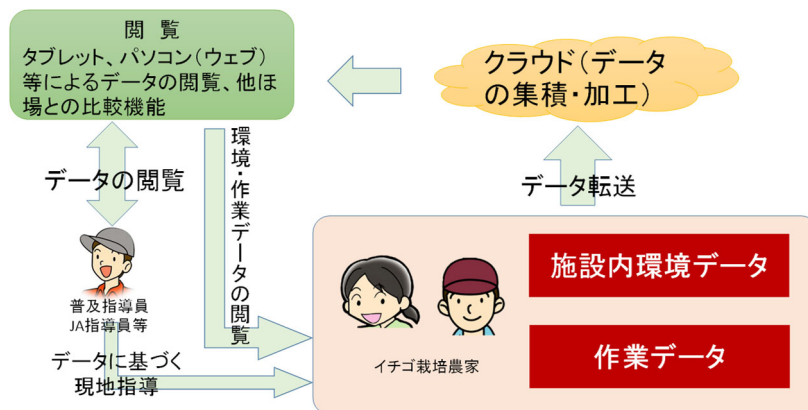 閲 覧
タブレット、パソコン（ウェブ）
等によるデータの閲覧、他ほ
場との比較機能
クラウド（データ
の集積・加工）
データの閲覧
環境・作業データの閲覧
データ転送
普及指導員
JA指導員等
データに基づく
現地指導
イチゴ栽培農家
施設内環境データ
作業データ